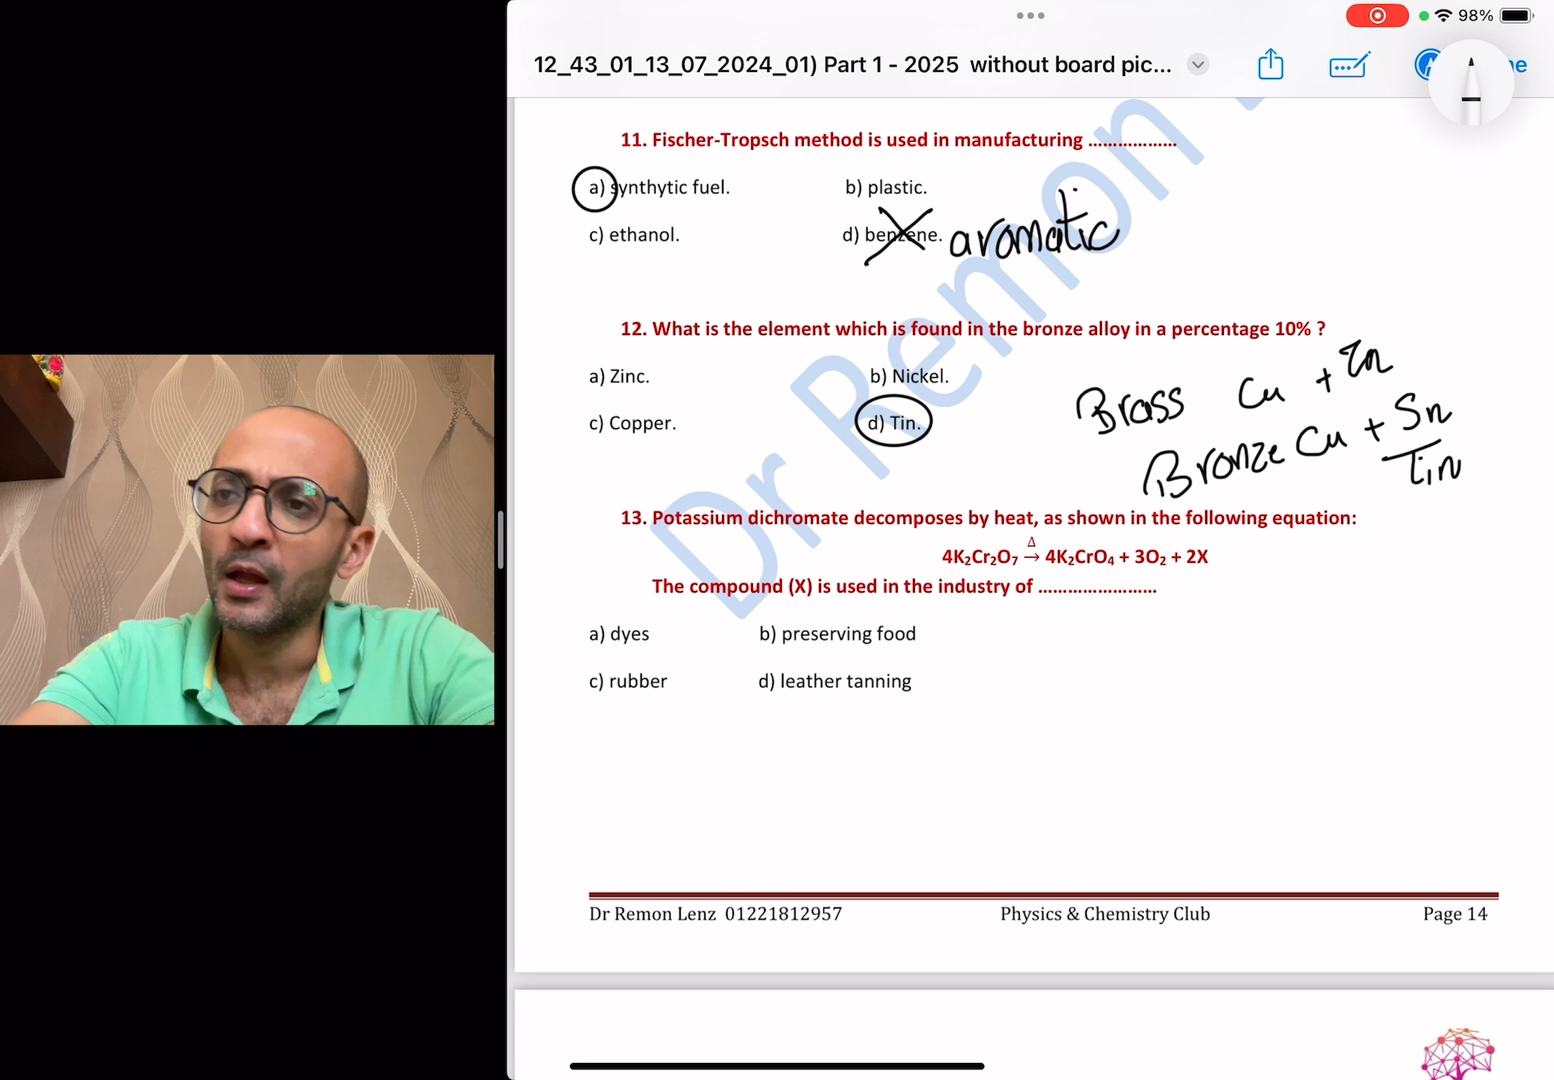 98%
12_43_01_13_07_2024_01) Part 1 - 2025 without board pic...
11. Fischer-Tropsch method is used in manufacturing ..................
a) synthytic fuel.
b) plastic.
c) ethanol.
d) benzene.
aromatic
12. What is the element which is found in the bronze alloy in a percentage 10% ?
a) Zinc.
b) Nickel.
c) Copper.
d) Tin.
Brass Cu + Zn
Bronze Cu + Sn
Tin
13. Potassium dichromate decomposes by heat, as shown in the following equation:
Δ
4K₂Cr₂O₇ → 4K₂CrO₄ + 3O₂ + 2X
The compound (X) is used in the industry of .......................
a) dyes
b) preserving food
c) rubber
d) leather tanning
Dr Remon
Dr Remon Lenz 01221812957
Physics & Chemistry Club
Page 14